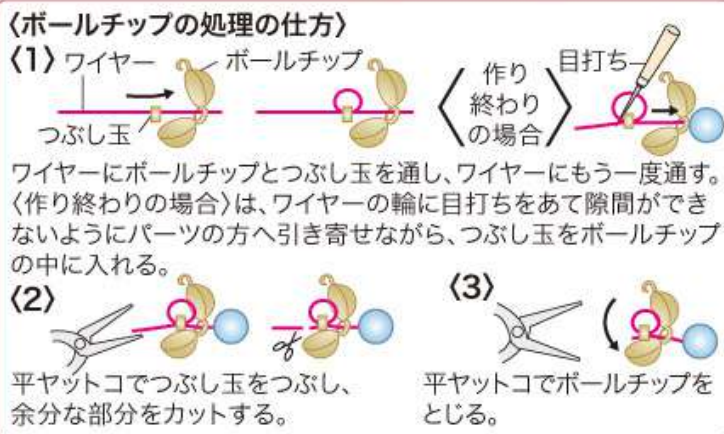 〈ボールチップの処理の仕方〉
〈1〉 ワイヤー ボールチップ
つぶし玉
〈作り
終わり
の場合〉
目打ち
ワイヤーにボールチップとつぶし玉を通し、ワイヤーにもう一度通す。
〈作り終わりの場合〉は、ワイヤーの輪に目打ちをあて隙間ができ
ないようにパーツの方へ引き寄せながら、つぶし玉をボールチップ
の中に入れる。
〈2〉
平ヤットコでつぶし玉をつぶし、
余分な部分をカットする。
〈3〉
平ヤットコでボールチップを
とじる。